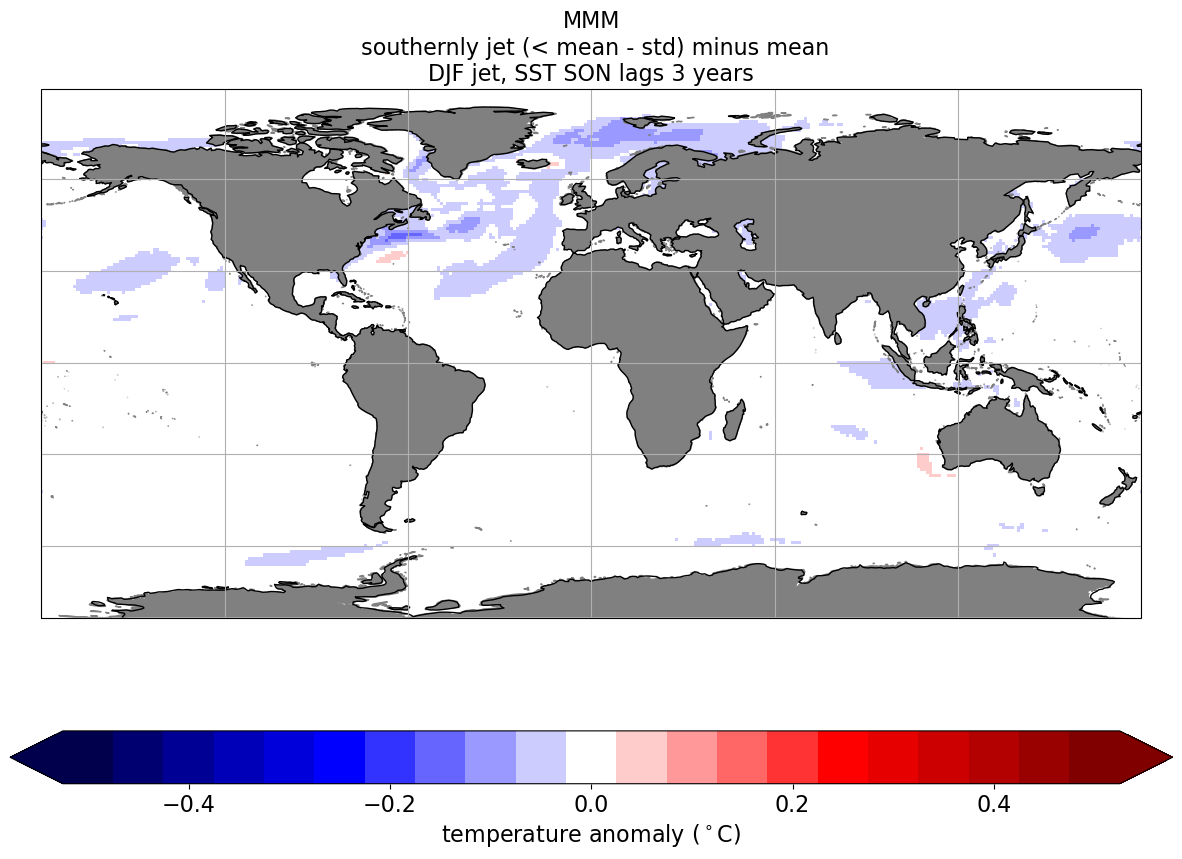 MMM
southernly jet (< mean - std) minus mean
DJF jet, SST SON lags 3 years
−0.4 −0.2 0.0 0.2 0.4
temperature anomaly (°C)